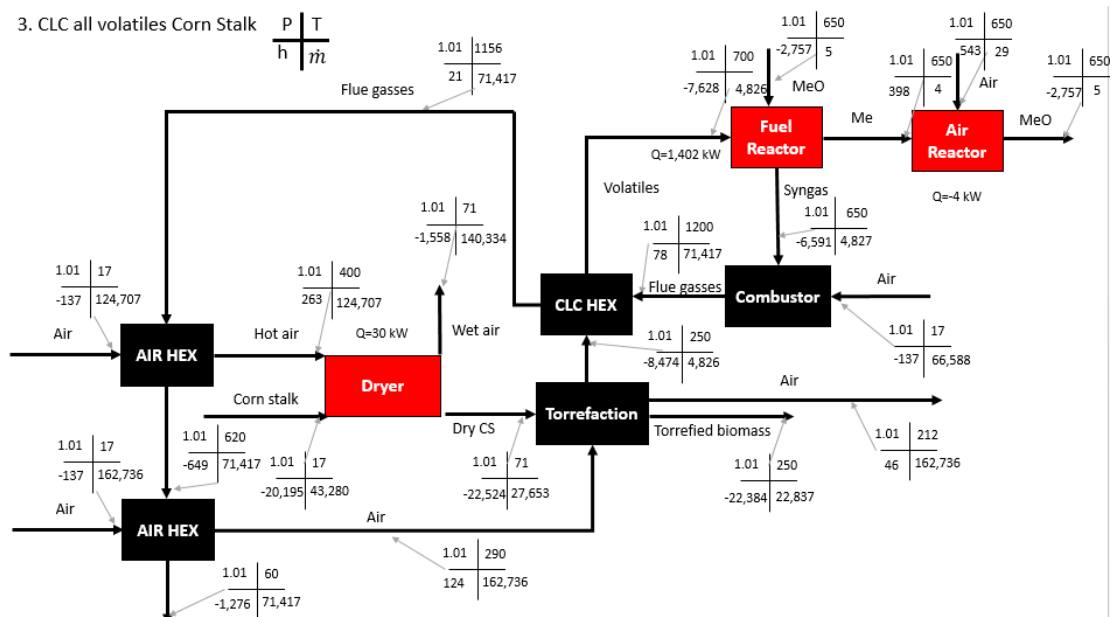 3. CLC all volatiles Corn Stalk
P T
h ṁ
1.01 1156
21 71,417
Flue gasses
1.01 700
-7,628 4,826
1.01 650
-2,757 5
MeO
1.01 650
543 29
Air
1.01 650
398 4
1.01 650
-2,757 5
MeO
Fuel
Reactor
Me
Air
Reactor
Q=1,402 kW
Q=-4 kW
Volatiles
Syngas
1.01 650
-6,591 4,827
1.01 71
-1,558 140,334
1.01 1200
78 71,417
Flue gasses
CLC HEX
Combustor
Air
1.01 17
-137 66,588
1.01 17
-137 124,707
Air
AIR HEX
1.01 400
263 124,707
Hot air
Q=30 kW
Wet air
Dryer
Corn stalk
1.01 250
-8,474 4,826
Dry CS
Torrefaction
Air
Torrefied biomass
1.01 17
-137 162,736
Air
1.01 620
-649 71,417
1.01 17
-20,195 43,280
1.01 71
-22,524 27,653
1.01 250
-22,384 22,837
1.01 212
46 162,736
AIR HEX
Air
1.01 290
124 162,736
1.01 60
-1,276 71,417